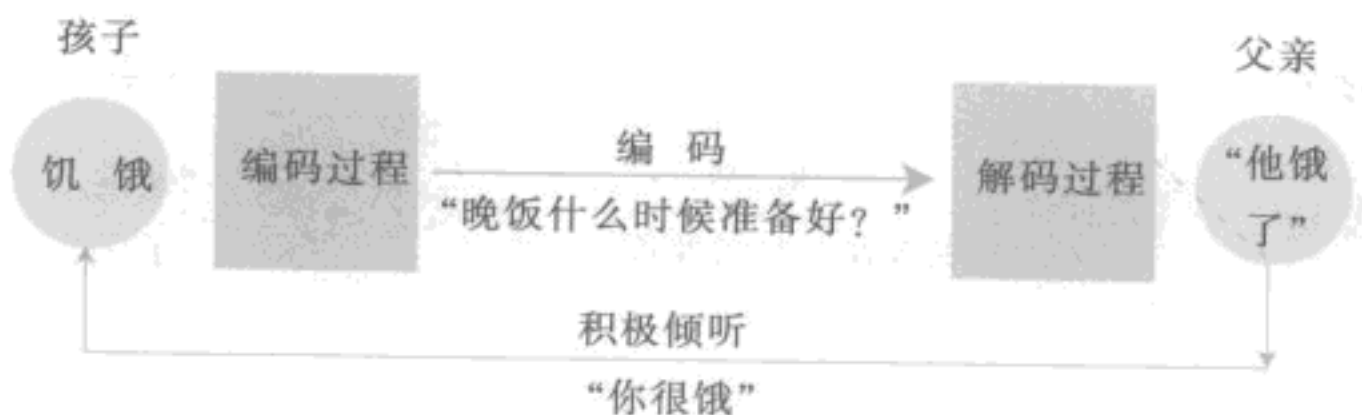 孩子
父亲
饥 饿
编码过程
编 码
“晚饭什么时候准备好？”
解码过程
“他饿
了”
积极倾听
“你很饿”